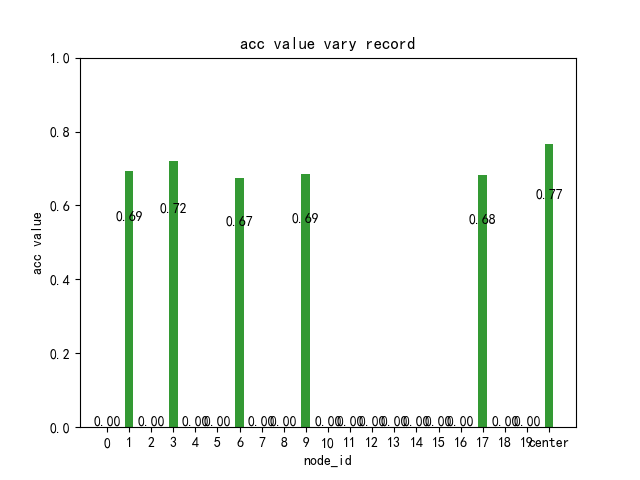 acc value vary record
1.0
0.8
0.6
0.4
0.2
0.0
acc value
0.00 0.69 0.00 0.72 0.00 0.00 0.67 0.00 0.00 0.69 0.00 0.00 0.00 0.00 0.00 0.00 0.00 0.68 0.00 0.00 0.77
0 1 2 3 4 5 6 7 8 9 10 11 12 13 14 15 16 17 18 19 center
node_id